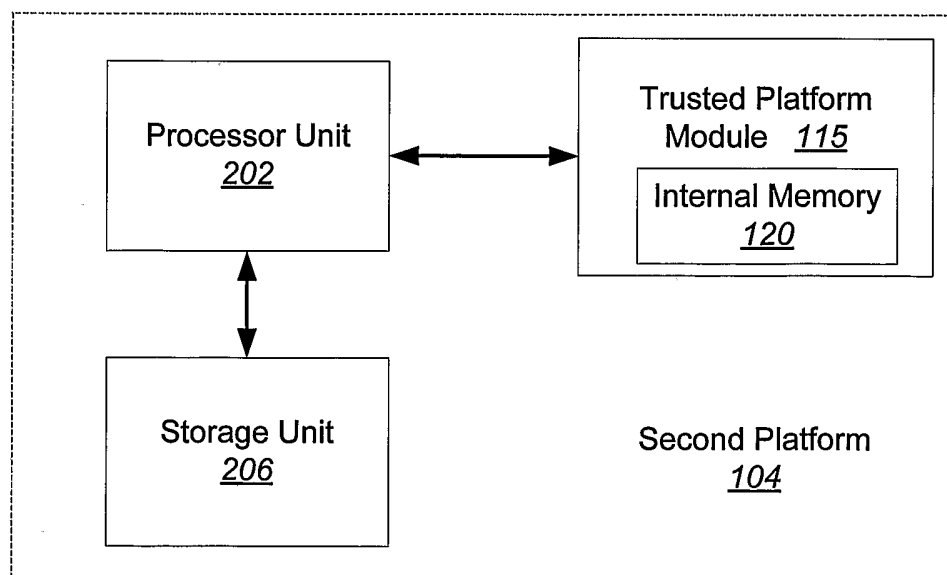 Processor Unit
202
Trusted Platform
Module 115
Internal Memory
120
Storage Unit
206
Second Platform
104